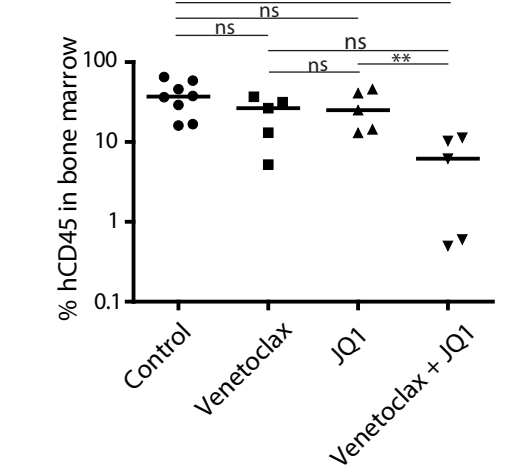 ns
ns
ns
ns
**
% hCD45 in bone marrow
100
10
1
0.1
Control
Venetoclax
JQ1
Venetoclax + JQ1